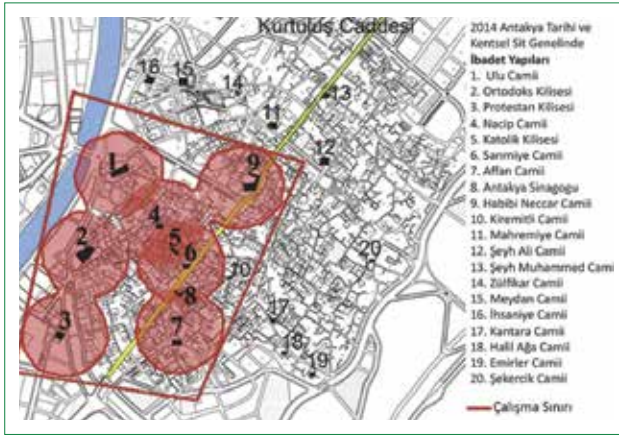 Kurtuluş Caddesi
2014 Antakya Tarihi ve
Kentsel Sit Genelinde
İbadet Yapıları
1. Ulu Camii
2. Ortodoks Kilisesi
3. Protestan Kilisesi
4. Nacip Camii
5. Katolik Kilisesi
6. Sarımiye Camii
7. Affan Camii
8. Antakya Sinagogu
9. Habibi Neccar Camii
10. Kiremitli Camii
11. Mahremiye Camii
12. Şeyh Ali Camii
13. Şeyh Muhammed Cami
14. Zülfikar Camii
15. Meydan Camii
16. İhsaniye Camii
17. Kantara Camii
18. Halil Ağa Camii
19. Emirler Camii
20. Şekercik Camii
Çalışma Sınırı
16 15
14
13
11
12
1
9
4
5
6
2
20
10
8
17
3
7
18
19